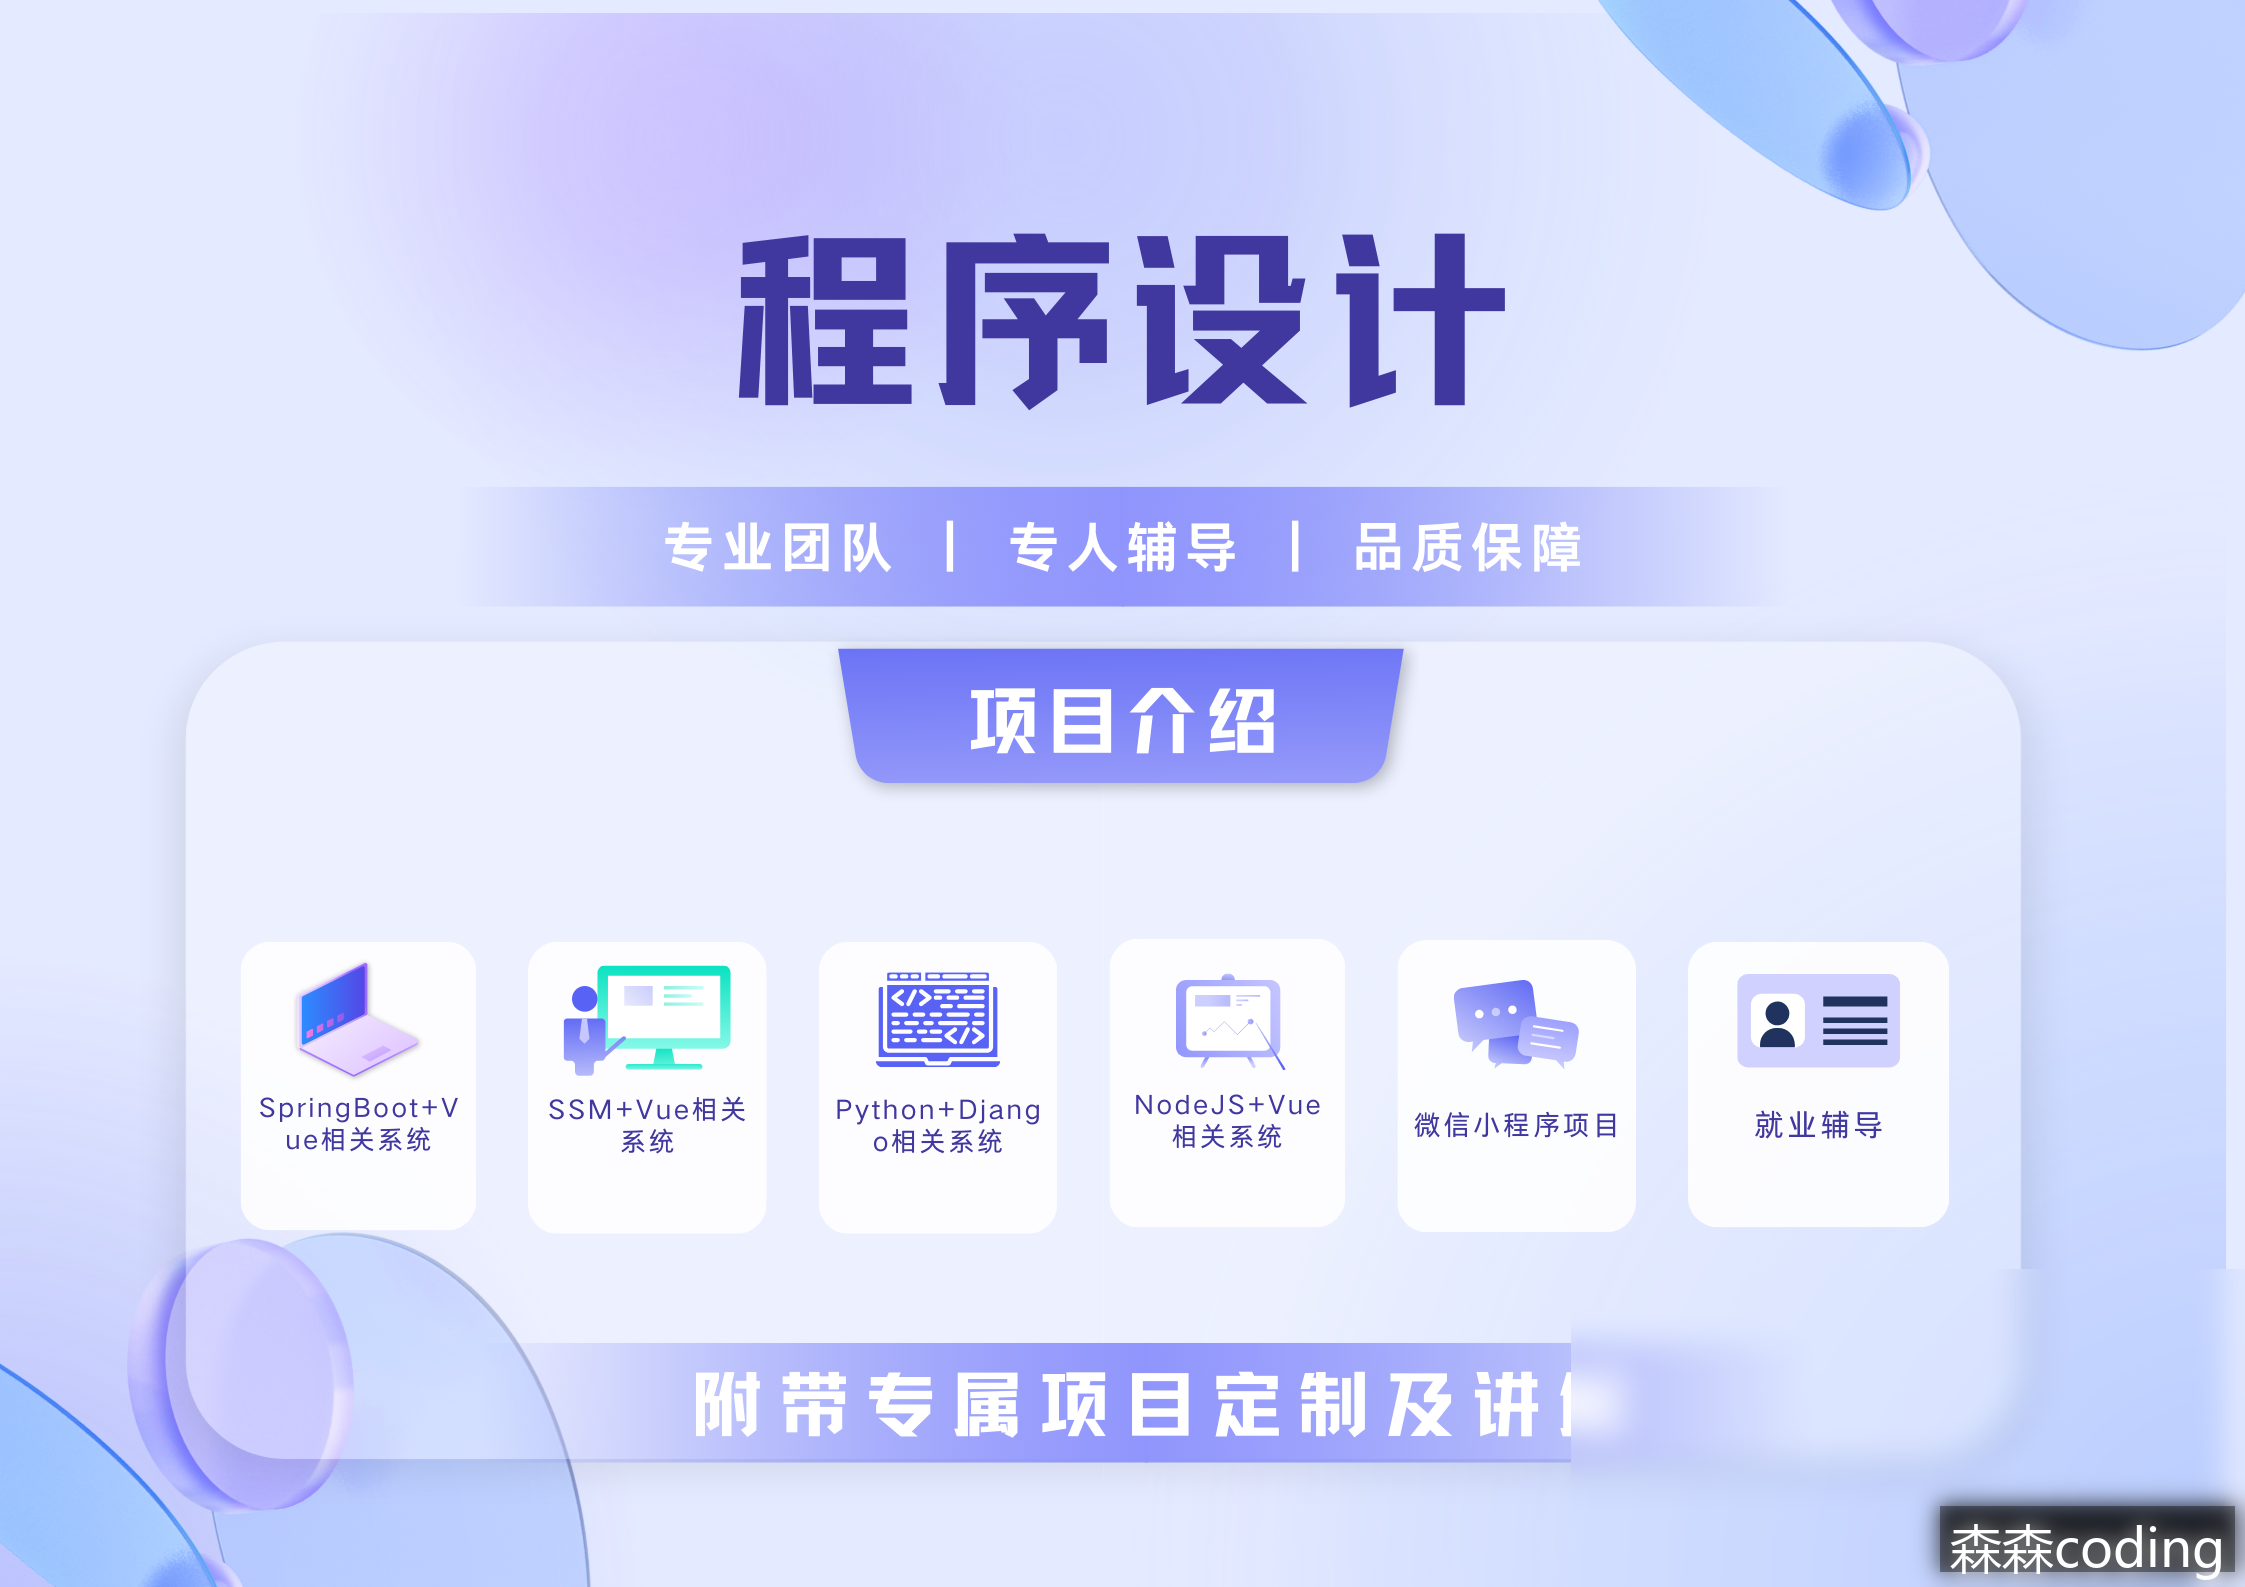 程序设计
专业团队 | 专人辅导 | 品质保障
项目介绍
SpringBoot+V
ue相关系统
SSM+Vue相关
系统
Python+Djang
o相关系统
NodeJS+Vue
相关系统
微信小程序项目
就业辅导
附带专属项目定制及讲
森森coding